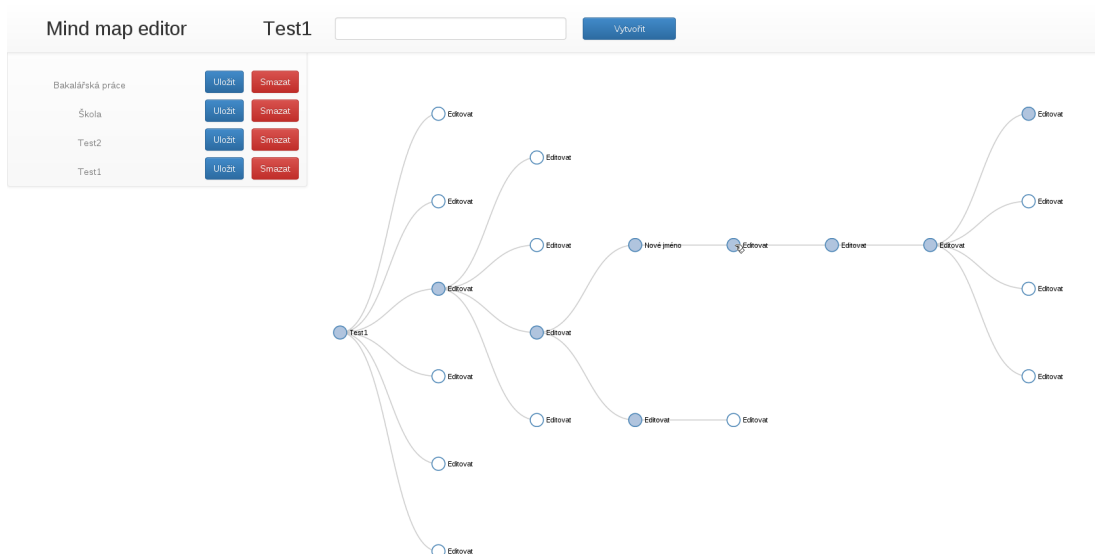 Mind map editor Test1 Vytvořit
Bakalářská práce Uložit Smazat
Škola Uložit Smazat
Test2 Uložit Smazat
Test1 Uložit Smazat
Editovat Editovat
Editovat
Editovat Editovat
Editovat Nové jméno Editovat Editovat Editovat
Editovat Editovat
Test1 Editovat
Editovat Editovat
Editovat Editovat Editovat
Editovat
Editovat